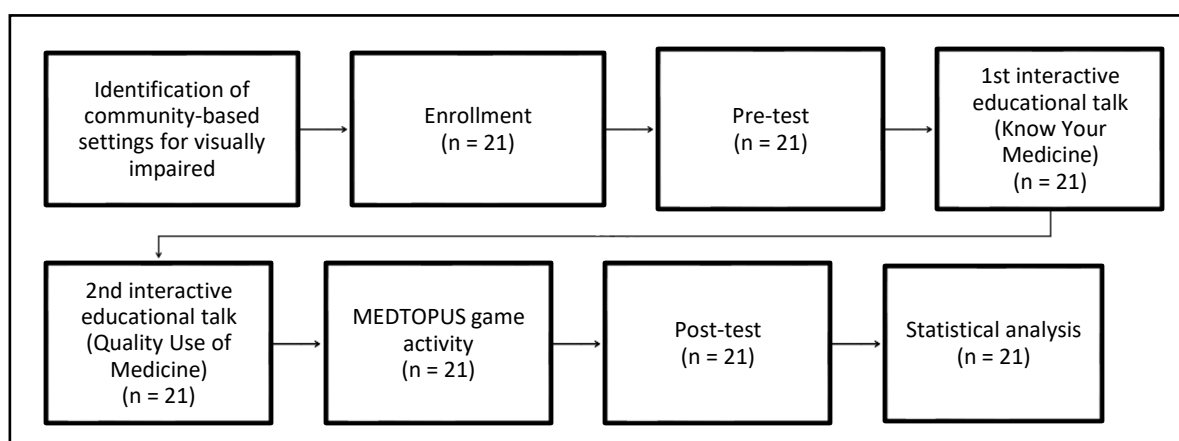 Identification of
community-based
settings for visually
impaired
Enrollment
(n = 21)
Pre-test
(n = 21)
1st interactive
educational talk
(Know Your
Medicine)
(n = 21)
2nd interactive
educational talk
(Quality Use of
Medicine)
(n = 21)
MEDTOPUS game
activity
(n = 21)
Post-test
(n = 21)
Statistical analysis
(n = 21)